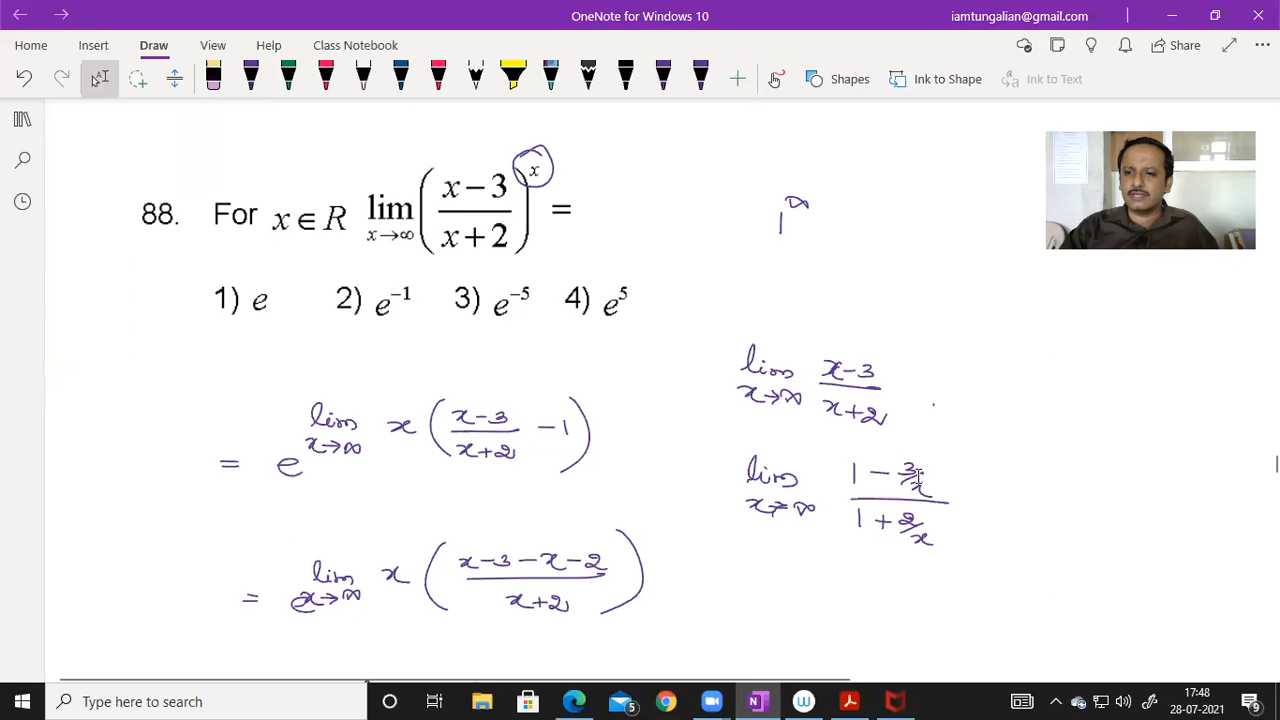 OneNote for Windows 10
iamtungalian@gmail.com
Home Insert Draw View Help Class Notebook
Share
Shapes
Ink to Shape
Ink to Text
88. For x ∈ R lim x→∞ ((x − 3)/(x + 2))^x =
1^∞
1) e 2) e^−1 3) e^−5 4) e^5
lim x→∞ (x−3)/(x+2)
= e^ lim x→∞ x ((x−3)/(x+2) − 1)
lim x→∞ (1 − 3/x)/(1 + 2/x)
= e^ lim x→∞ x ((x−3−x−2)/(x+2))
Type here to search
5
W
N
17:48
28-07-2021
9